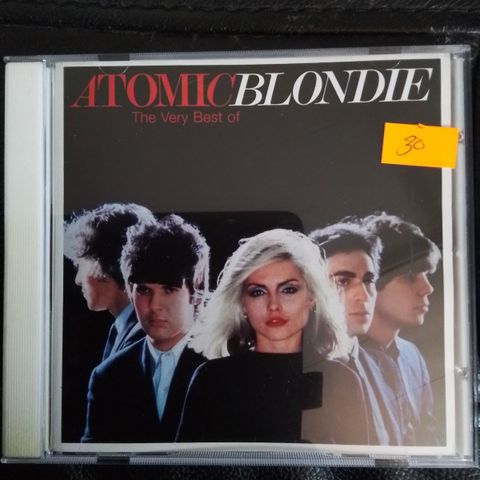 ATOMICBLONDIE
The Very Best of
30